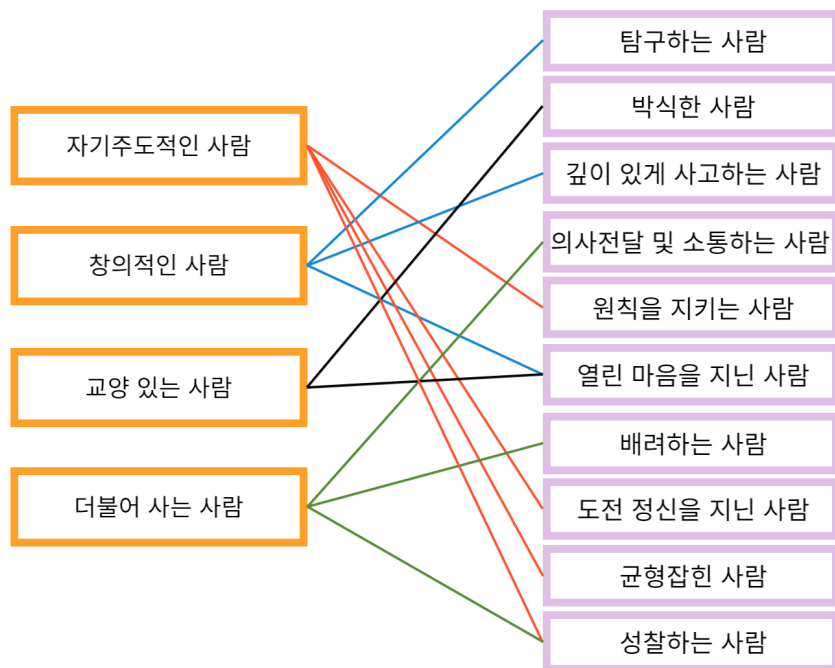 자기주도적인 사람
창의적인 사람
교양 있는 사람
더불어 사는 사람
탐구하는 사람
박식한 사람
깊이 있게 사고하는 사람
의사전달 및 소통하는 사람
원칙을 지키는 사람
열린 마음을 지닌 사람
배려하는 사람
도전 정신을 지닌 사람
균형잡힌 사람
성찰하는 사람